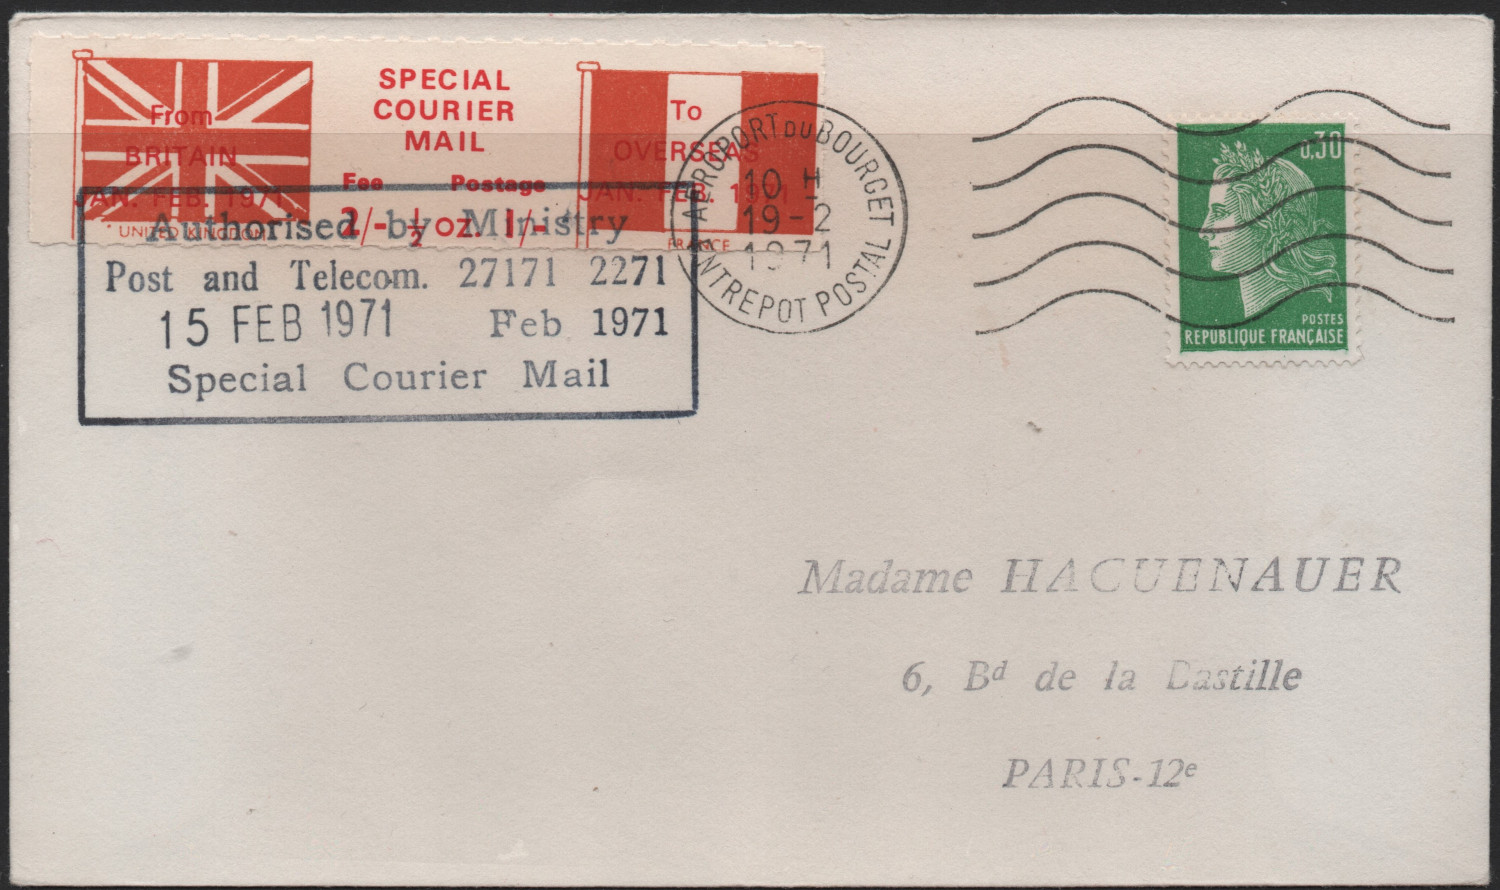 From
BRITAIN
JAN. FEB. 1971
UNITED KINGDOM
SPECIAL
COURIER
MAIL
Fee Postage
2/- ½ oz. 1/-
To
OVERSEAS
JAN. FEB. 1971
FRANCE
Authorised by Ministry
Post and Telecom. 27171 2271
15 FEB 1971 Feb 1971
Special Courier Mail
AEROPORT DU BOURGET
10 H
19-2
1971
ENTREPOT POSTAL
0,30
POSTES
REPUBLIQUE FRANÇAISE
Madame HAGUENAUER
6, Bd de la Bastille
PARIS-12e